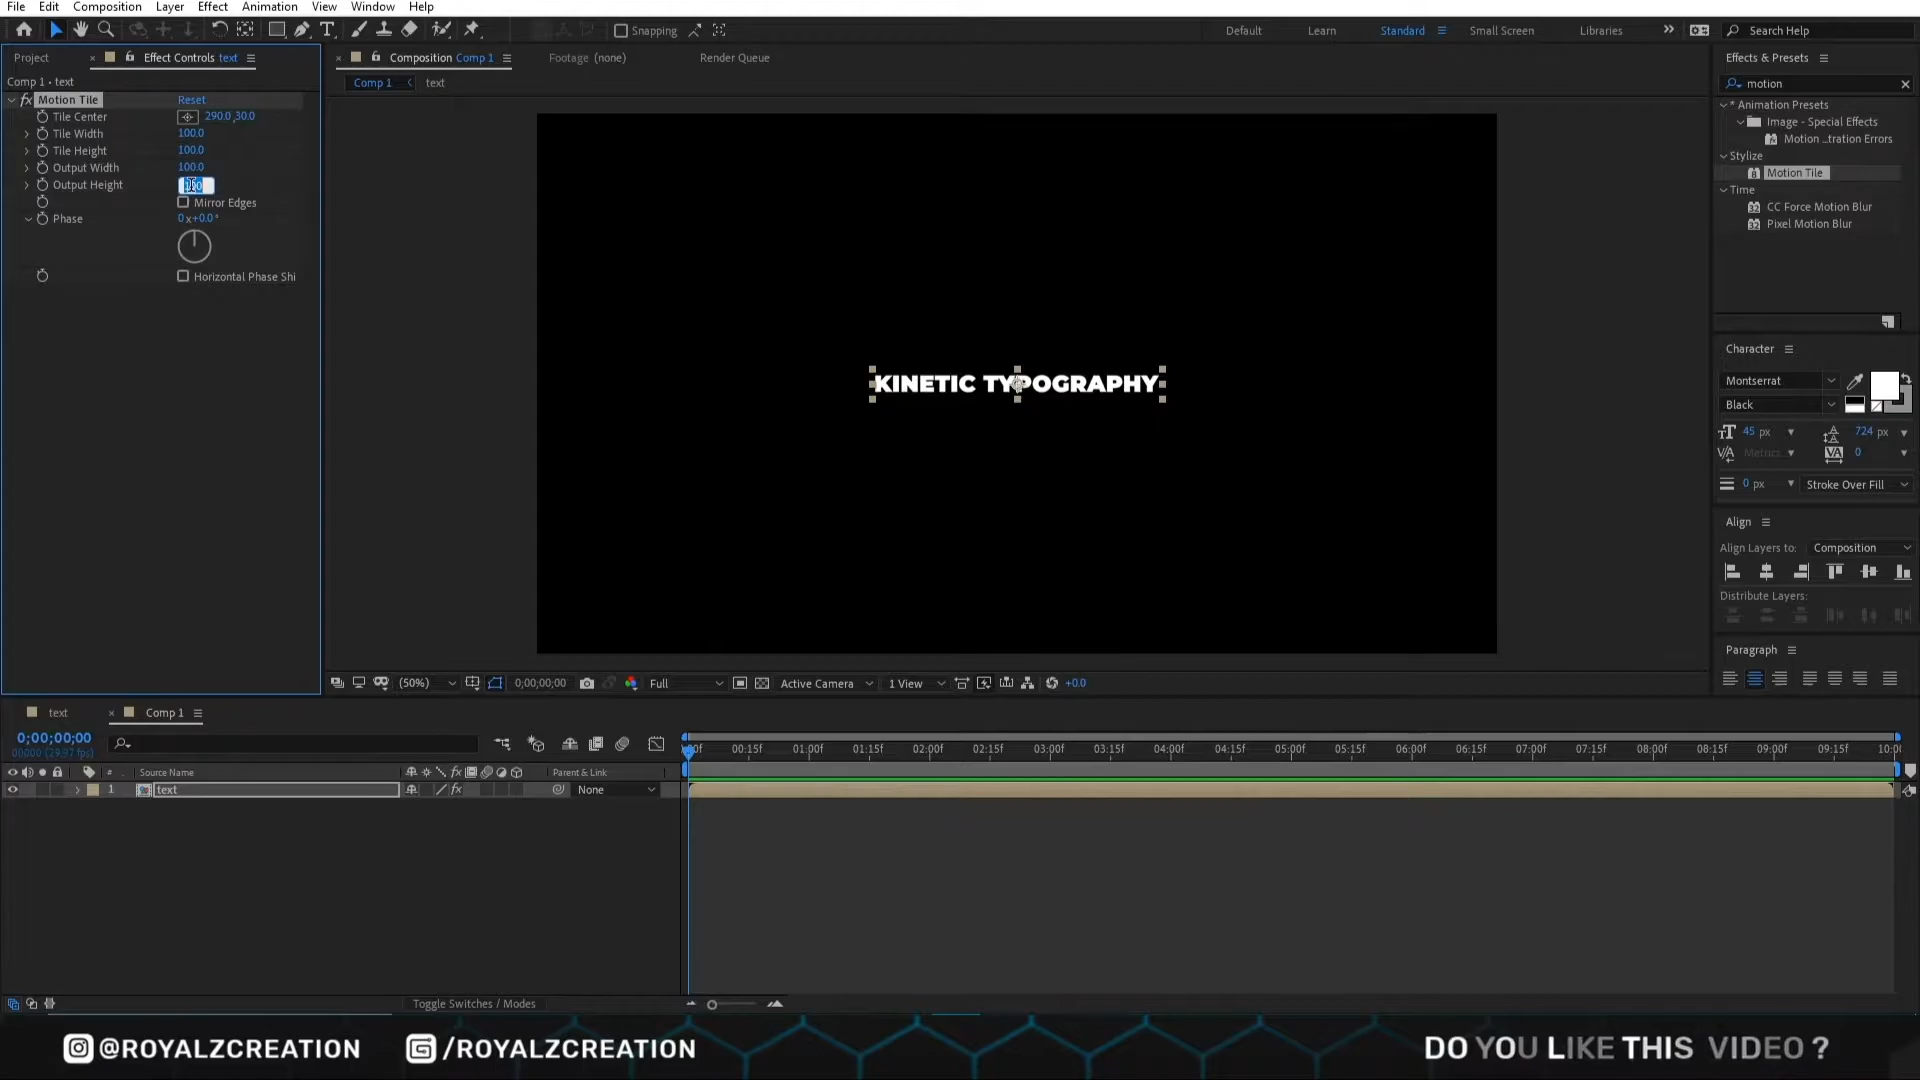 File Edit Composition Layer Effect Animation View Window Help
Snapping
Default Learn Standard Small Screen Libraries
Search Help
Project
Effect Controls text
Comp 1 • text
Motion Tile Reset
Tile Center 290.0,30.0
Tile Width 100.0
Tile Height 100.0
Output Width 100.0
Output Height
Mirror Edges
Phase 0x+0.0°
Horizontal Phase Shi
Composition Comp 1
Footage (none)
Render Queue
Comp 1 text
KINETIC TYPOGRAPHY
(50%) 0;00;00;00 Full Active Camera 1 View +0.0
Effects & Presets
motion
* Animation Presets
Image - Special Effects
Motion ...tration Errors
Stylize
Motion Tile
Time
CC Force Motion Blur
Pixel Motion Blur
Character
Montserrat
Black
45 px 724 px
Metrics 0
0 px Stroke Over Fill
Align
Align Layers to: Composition
Distribute Layers:
Paragraph
text Comp 1
0;00;00;00
00000 (29.97 fps)
00f 00:15f 01:00f 01:15f 02:00f 02:15f 03:00f 03:15f 04:00f 04:15f 05:00f 05:15f 06:00f 06:15f 07:00f 07:15f 08:00f 08:15f 09:00f 09:15f 10:0
# Source Name Parent & Link
1 text None
Toggle Switches / Modes
@ROYALZCREATION /ROYALZCREATION DO YOU LIKE THIS VIDEO ?